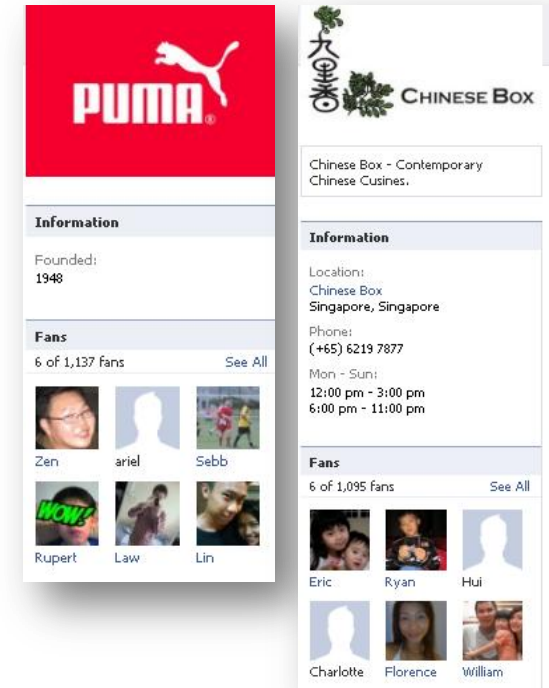 PUMA®
Information
Founded:
1948
Fans
6 of 1,137 fans See All
Zen ariel Sebb
WOW!
Rupert Law Lin
九里香
CHINESE BOX
Chinese Box - Contemporary
Chinese Cusines.
Information
Location:
Chinese Box
Singapore, Singapore
Phone:
(+65) 6219 7877
Mon - Sun:
12:00 pm - 3:00 pm
6:00 pm - 11:00 pm
Fans
6 of 1,095 fans See All
Eric Ryan Hui
Charlotte Florence William